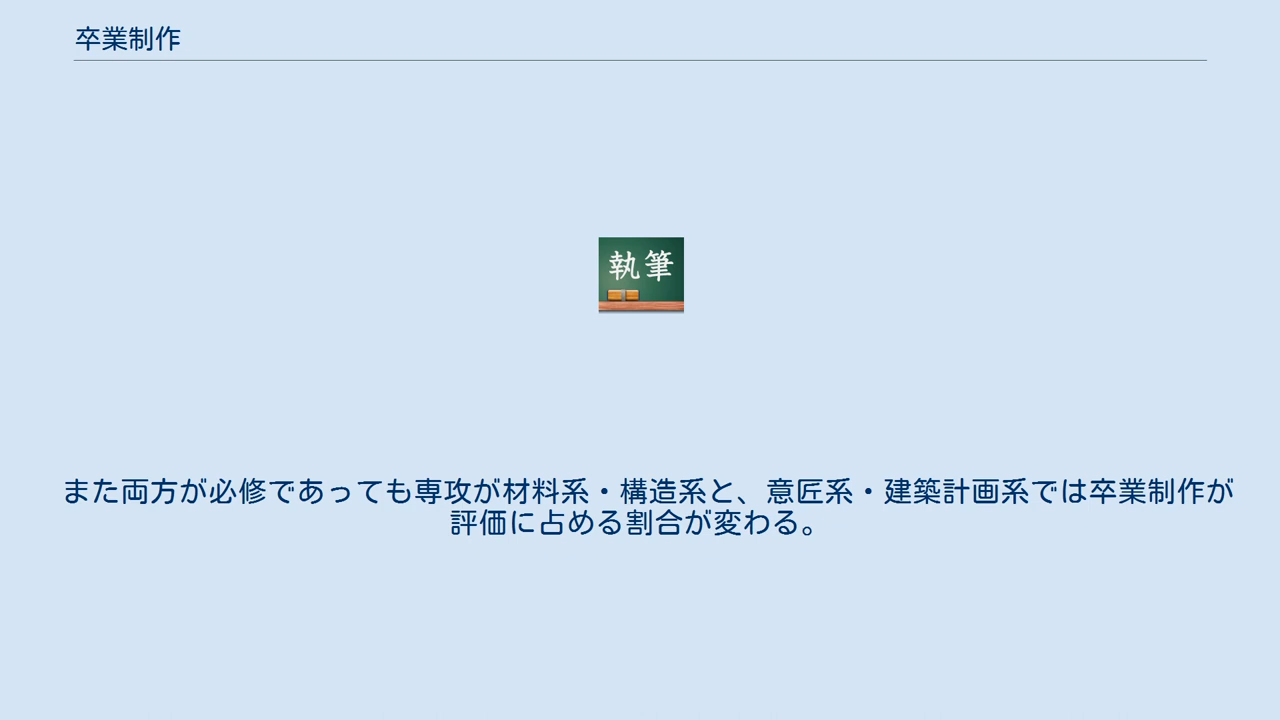 卒業制作
執筆
また両方が必修であっても専攻が材料系・構造系と、意匠系・建築計画系では卒業制作が
評価に占める割合が変わる。